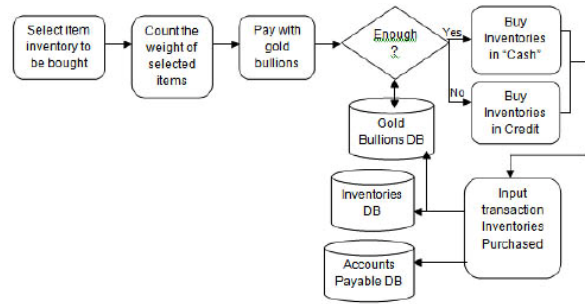 Select item
inventory to
be bought
Count the
weight of
selected
items
Pay with
gold
bullions
Enough
?
Yes
No
Buy
Inventories
in “Cash”
Buy
Inventories
in Credit
Gold
Bullions DB
Inventories
DB
Accounts
Payable DB
Input
transaction
Inventories
Purchased